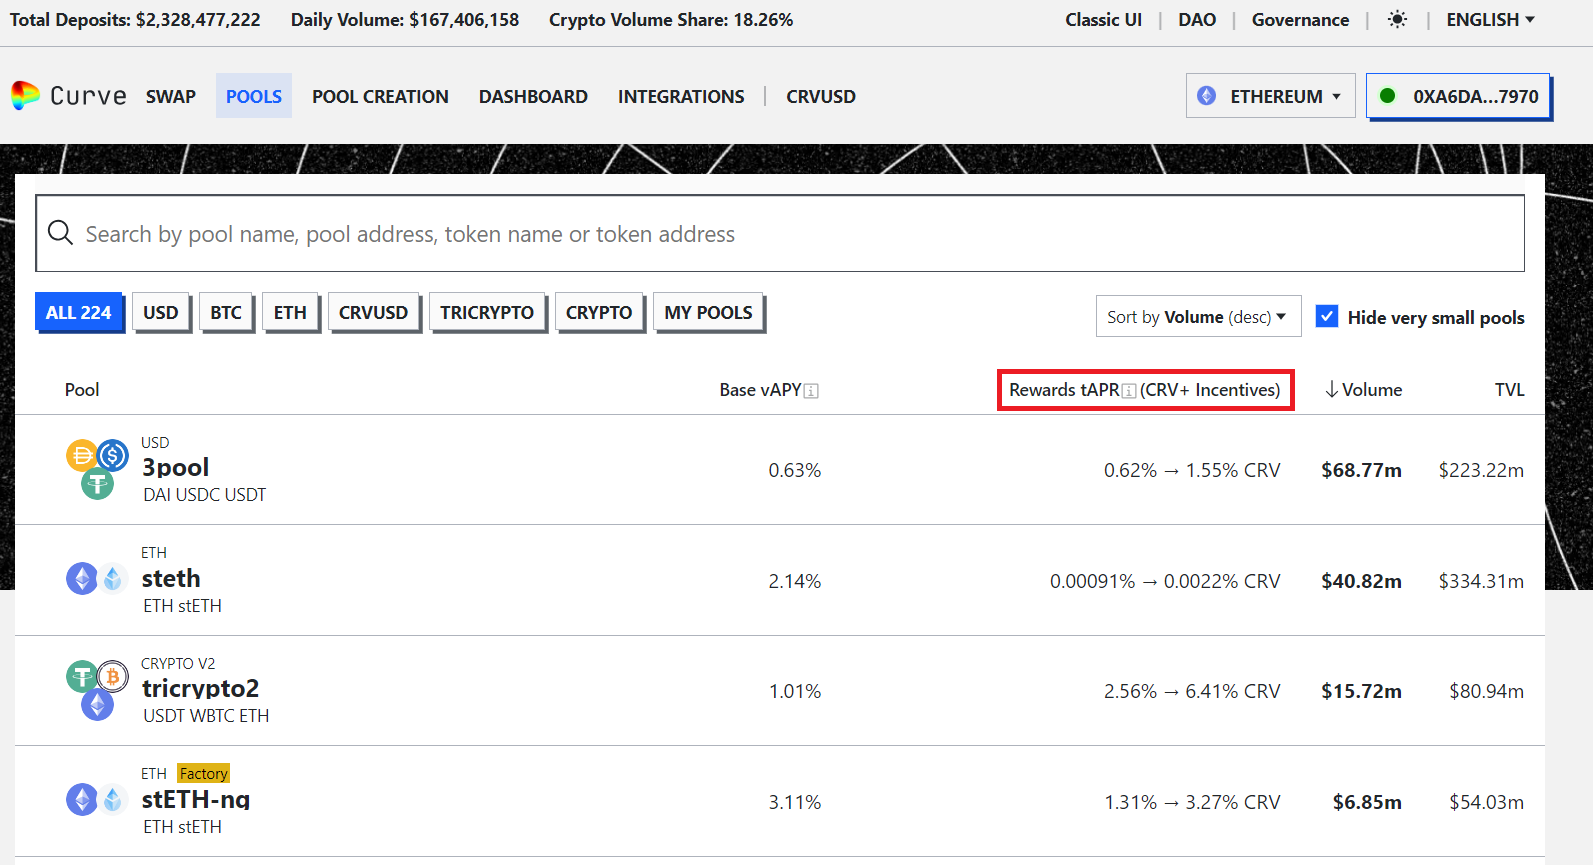 Total Deposits: $2,328,477,222 Daily Volume: $167,406,158 Crypto Volume Share: 18.26% Classic UI | DAO | Governance | | ENGLISH
Curve SWAP POOLS POOL CREATION DASHBOARD INTEGRATIONS | CRVUSD ETHEREUM 0XA6DA...7970
Search by pool name, pool address, token name or token address
ALL 224 USD BTC ETH CRVUSD TRICRYPTO CRYPTO MY POOLS Sort by Volume (desc) Hide very small pools
Pool Base vAPY Rewards tAPR (CRV+ Incentives) ↓ Volume TVL
USD
3pool 0.63% 0.62% → 1.55% CRV $68.77m $223.22m
DAI USDC USDT
ETH
steth 2.14% 0.00091% → 0.0022% CRV $40.82m $334.31m
ETH stETH
CRYPTO V2
tricrypto2 1.01% 2.56% → 6.41% CRV $15.72m $80.94m
USDT WBTC ETH
ETH Factory
stETH-ng 3.11% 1.31% → 3.27% CRV $6.85m $54.03m
ETH stETH